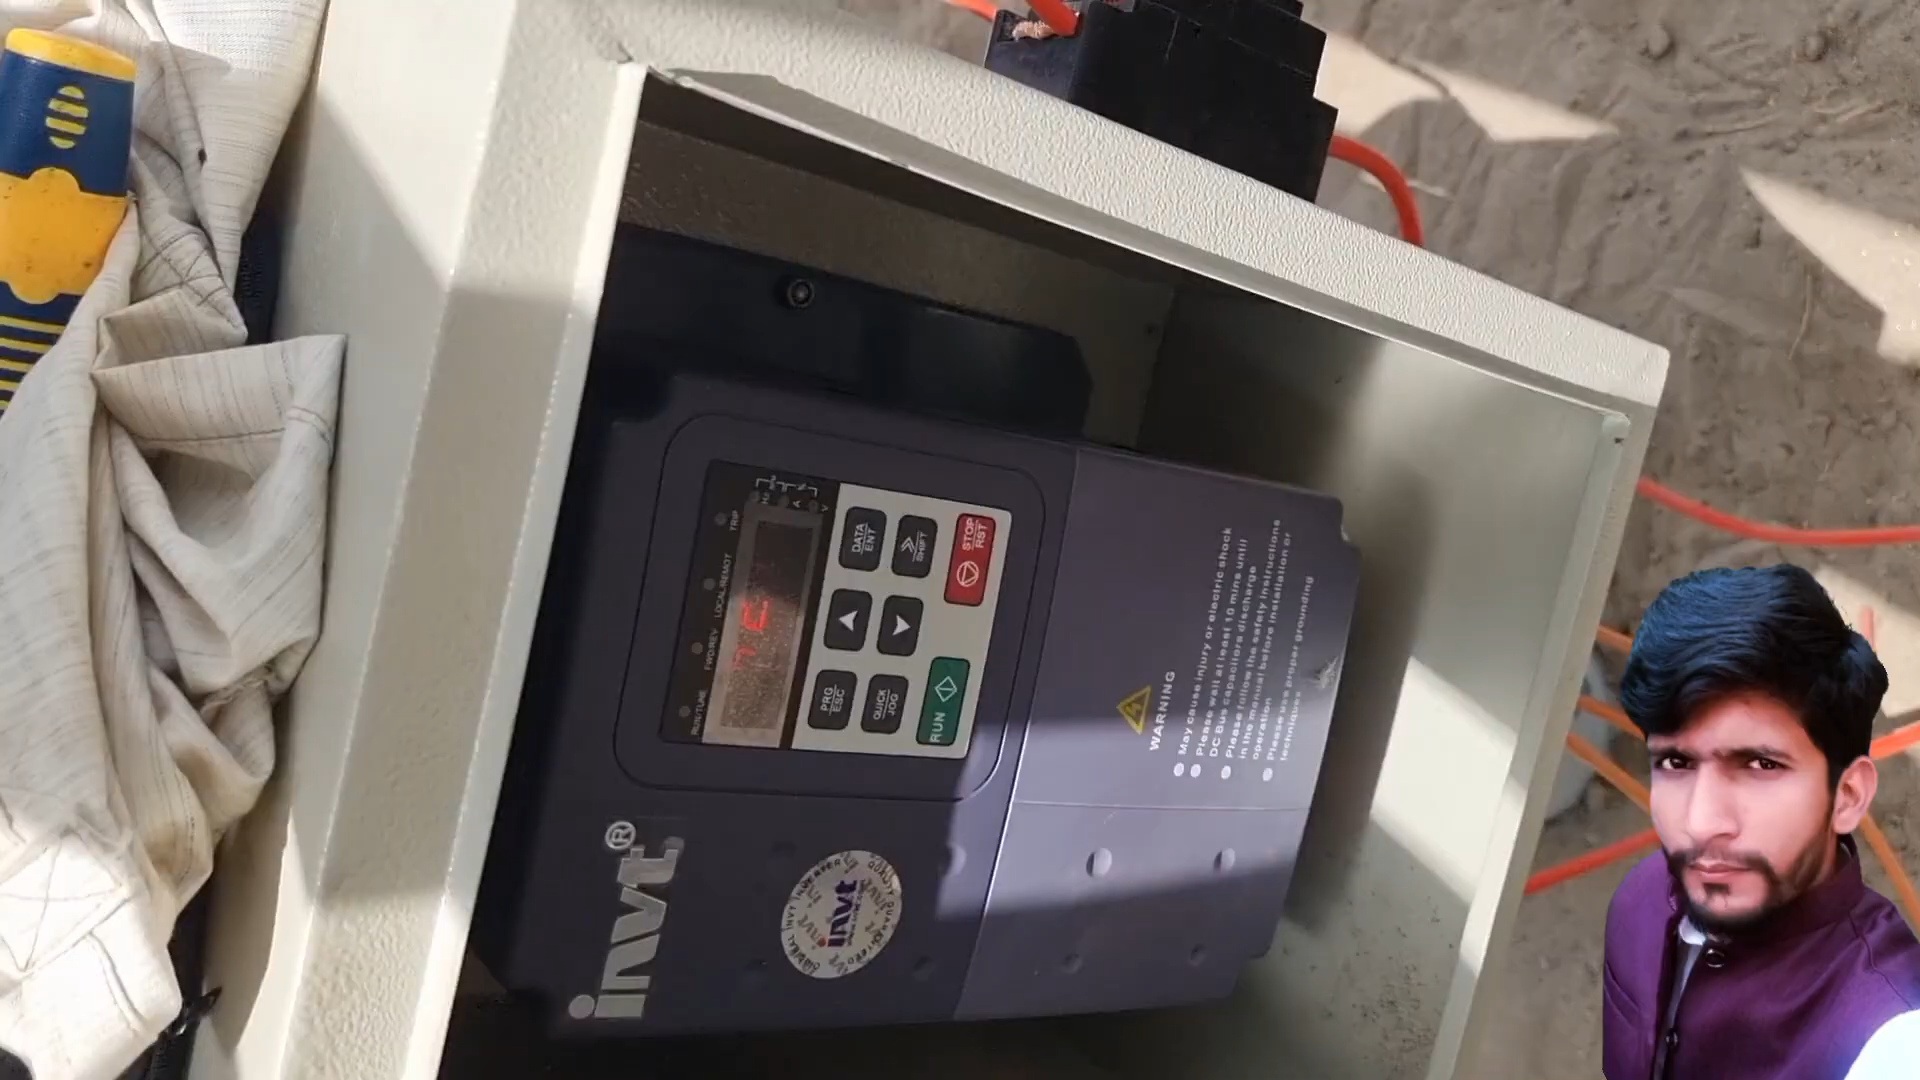 Hz
A
V
RUN/TUNE FWD/REV LOCAL/REMOT TRIP
PRG
ESC
DATA
ENT
QUICK
JOG
SHIFT
RUN
STOP
RST
invt®
invt
WARNING
May cause injury or electric shock
Please wait at least 10 mins until
DC Bus capacitors discharge
Please follow the safety instructions
in the manual before installation or
operation
Please use proper grounding
techniques